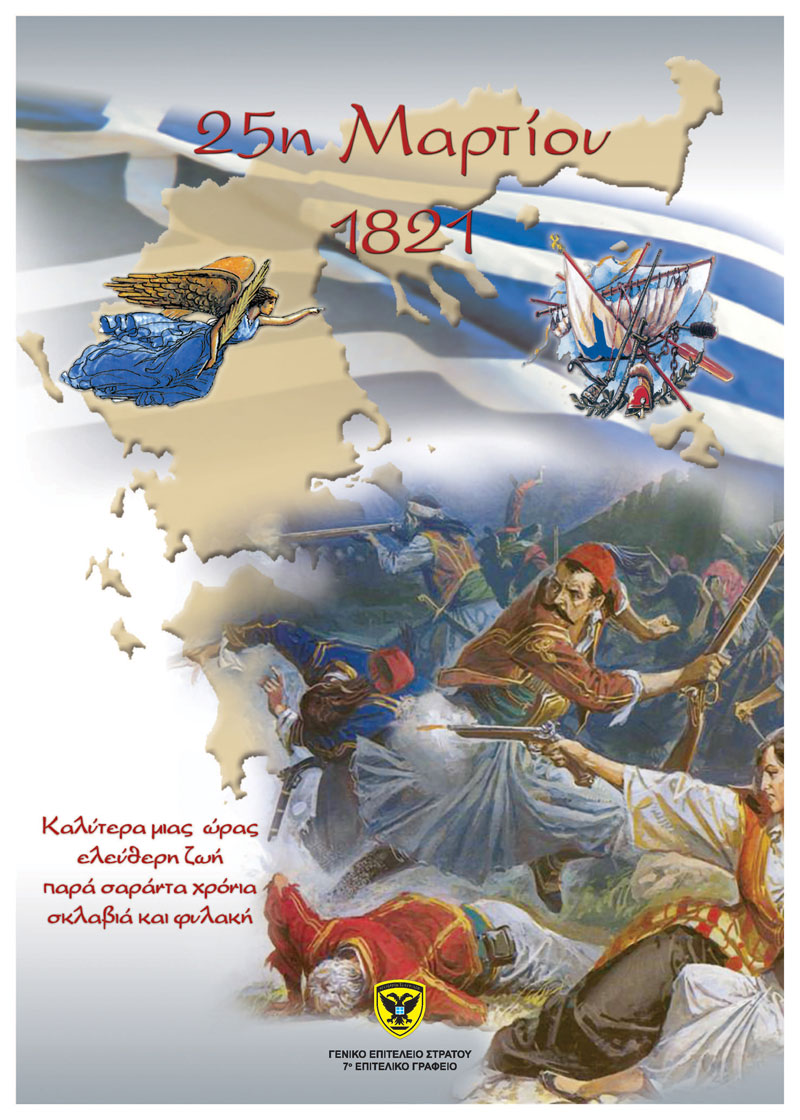 25η Μαρτίου
1821
Καλύτερα μιας ώρας
ελεύθερη ζωή
παρά σαράντα χρόνια
σκλαβιά και φυλακή
ΓΕΝΙΚΟ ΕΠΙΤΕΛΕΙΟ ΣΤΡΑΤΟΥ
7ο ΕΠΙΤΕΛΙΚΟ ΓΡΑΦΕΙΟ